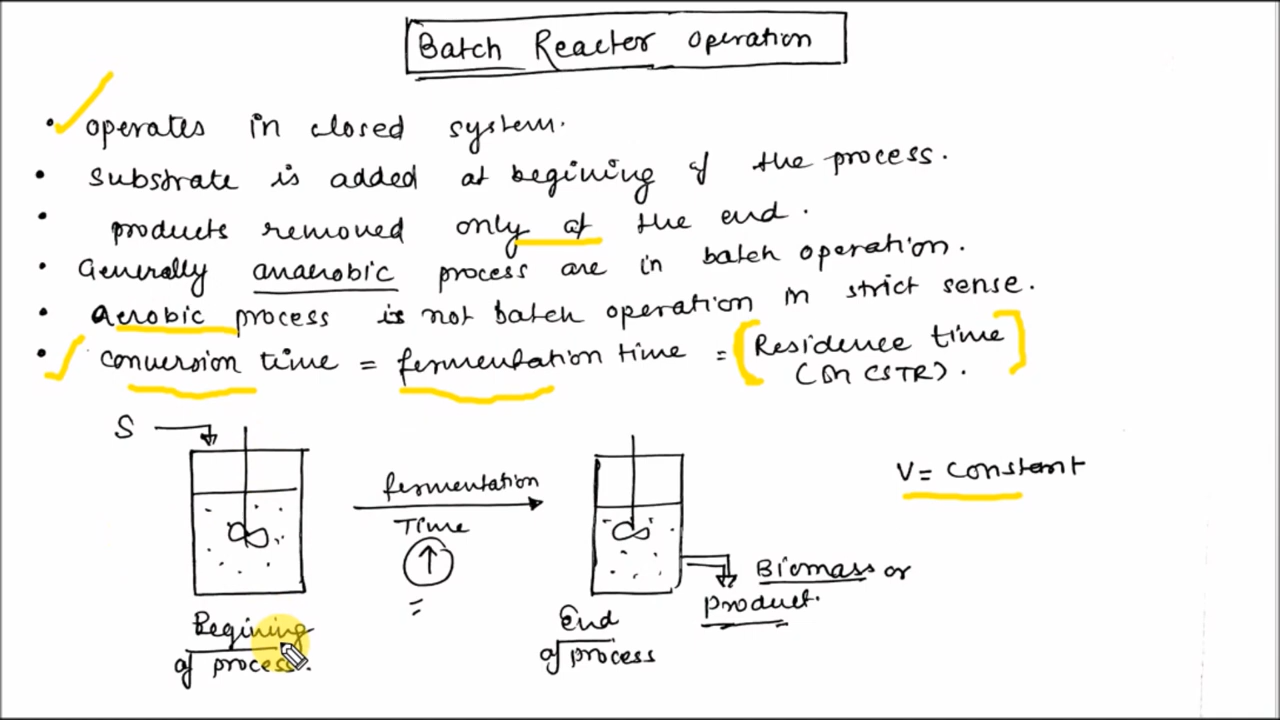 Batch Reacter operation
• operates in closed system.
• Substrate is added at begining of the process.
• products removed only at the end.
• Generally anaerobic process are in batch operation.
• aerobic process is not batch operation in strict sense.
• conversion time = fermentation time = [Residence time]
(In CSTR).
S
fermentation
Time
↑
=
V = Constant
Biomass or
product.
Begining
of process.
End
of process